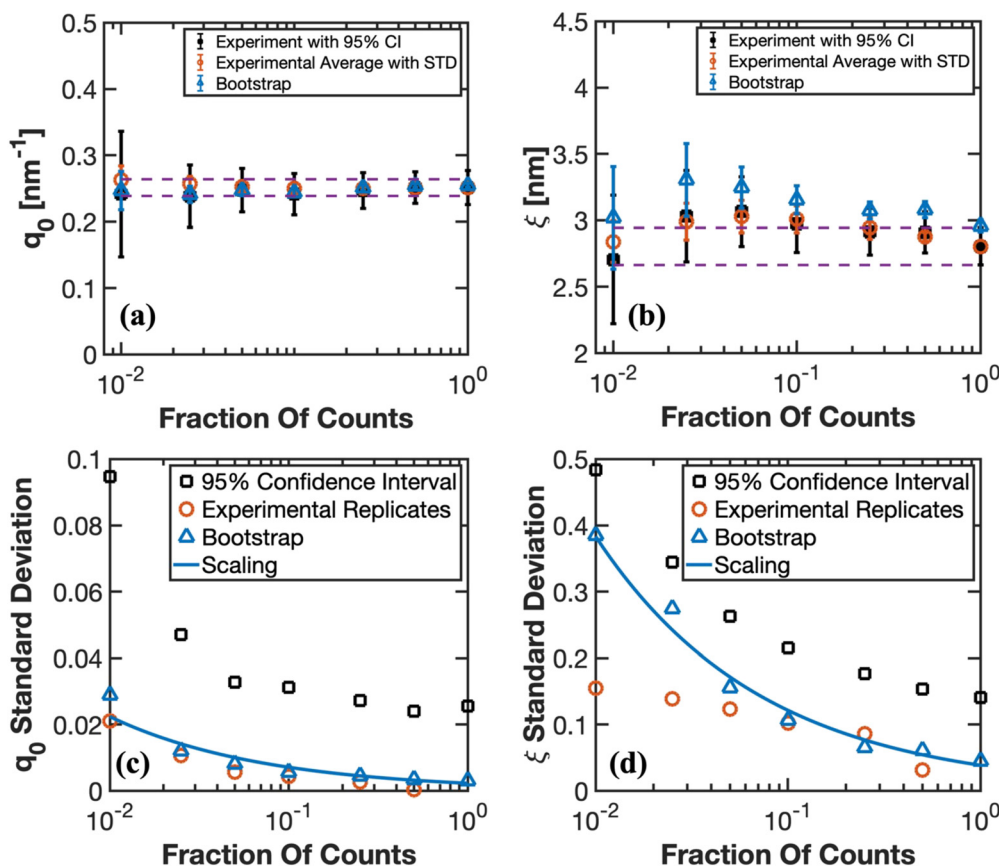 0.5
0.4
0.3
0.2
0.1
0
q₀ [nm⁻¹]
Experiment with 95% CI
Experimental Average with STD
Bootstrap
(a)
10⁻²
10⁻¹
10⁰
Fraction Of Counts
4.5
4
3.5
3
2.5
2
ξ [nm]
Experiment with 95% CI
Experimental Average with STD
Bootstrap
(b)
10⁻²
10⁻¹
10⁰
Fraction Of Counts
0.1
0.08
0.06
0.04
0.02
0
q₀ Standard Deviation
95% Confidence Interval
Experimental Replicates
Bootstrap
Scaling
(c)
10⁻²
10⁻¹
10⁰
Fraction Of Counts
0.5
0.4
0.3
0.2
0.1
0
ξ Standard Deviation
95% Confidence Interval
Experimental Replicates
Bootstrap
Scaling
(d)
10⁻²
10⁻¹
10⁰
Fraction Of Counts